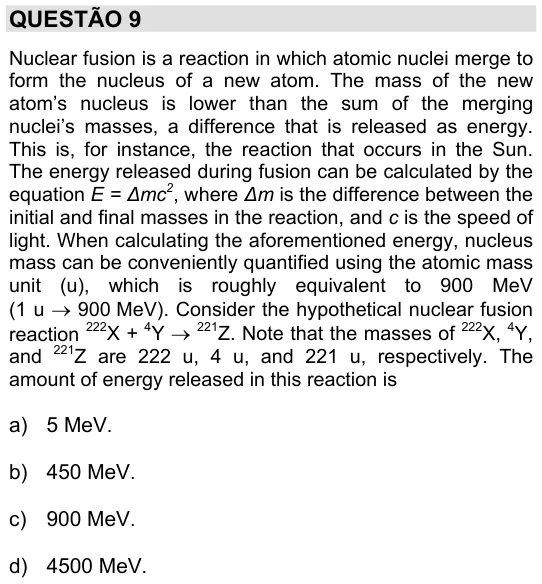 QUESTÃO 9
Nuclear fusion is a reaction in which atomic nuclei merge to
form the nucleus of a new atom. The mass of the new
atom's nucleus is lower than the sum of the merging
nuclei's masses, a difference that is released as energy.
This is, for instance, the reaction that occurs in the Sun.
The energy released during fusion can be calculated by the
equation E = Δmc², where Δm is the difference between the
initial and final masses in the reaction, and c is the speed of
light. When calculating the aforementioned energy, nucleus
mass can be conveniently quantified using the atomic mass
unit (u), which is roughly equivalent to 900 MeV
(1 u → 900 MeV). Consider the hypothetical nuclear fusion
reaction ²²²X + ⁴Y → ²²¹Z. Note that the masses of ²²²X, ⁴Y,
and ²²¹Z are 222 u, 4 u, and 221 u, respectively. The
amount of energy released in this reaction is
a) 5 MeV.
b) 450 MeV.
c) 900 MeV.
d) 4500 MeV.